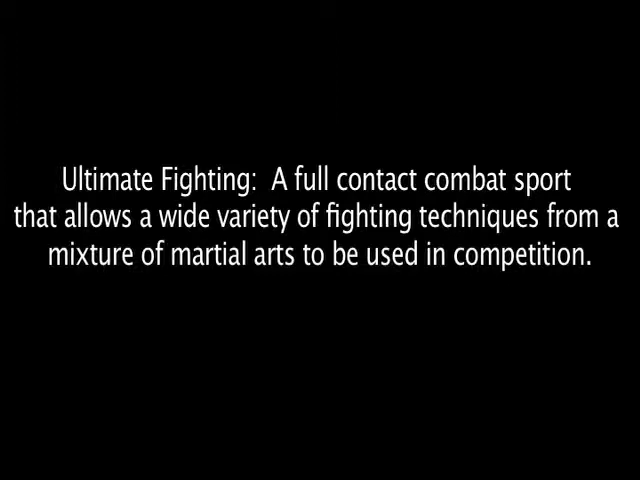 Ultimate Fighting:  A full contact combat sport
that allows a wide variety of fighting techniques from a
mixture of martial arts to be used in competition.